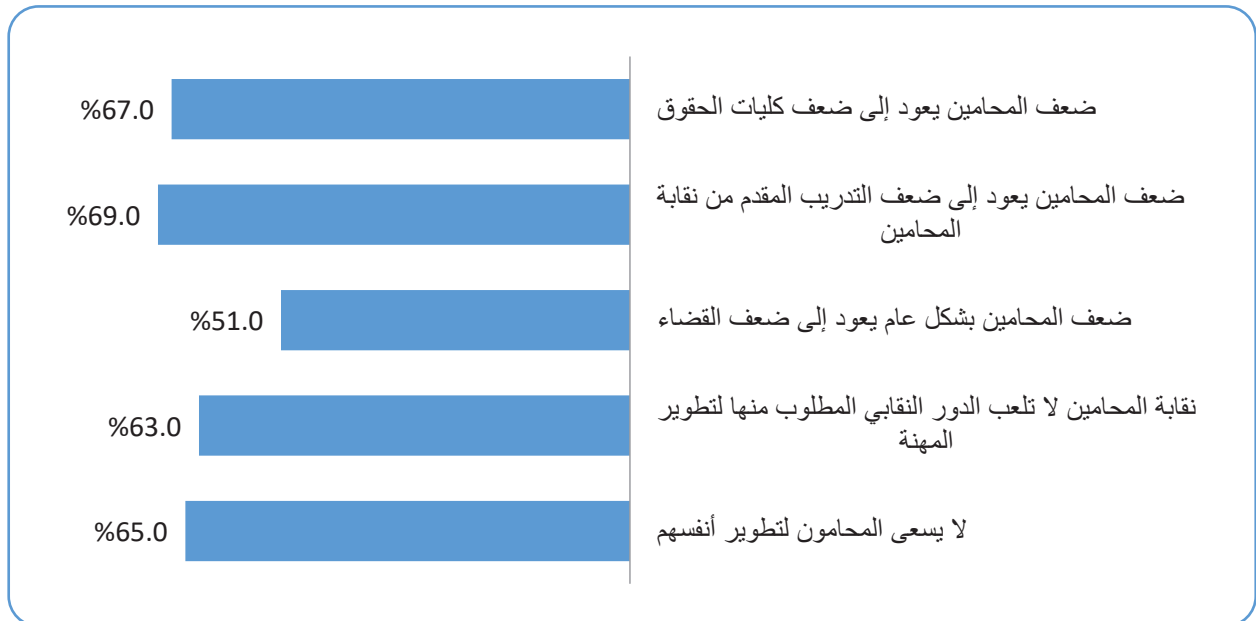 ضعف المحامين يعود إلى ضعف كليات الحقوق
%67.0
ضعف المحامين يعود إلى ضعف التدريب المقدم من نقابة
المحامين
%69.0
ضعف المحامين بشكل عام يعود إلى ضعف القضاء
%51.0
نقابة المحامين لا تلعب الدور النقابي المطلوب منها لتطوير
المهنة
%63.0
لا يسعى المحامون لتطوير أنفسهم
%65.0